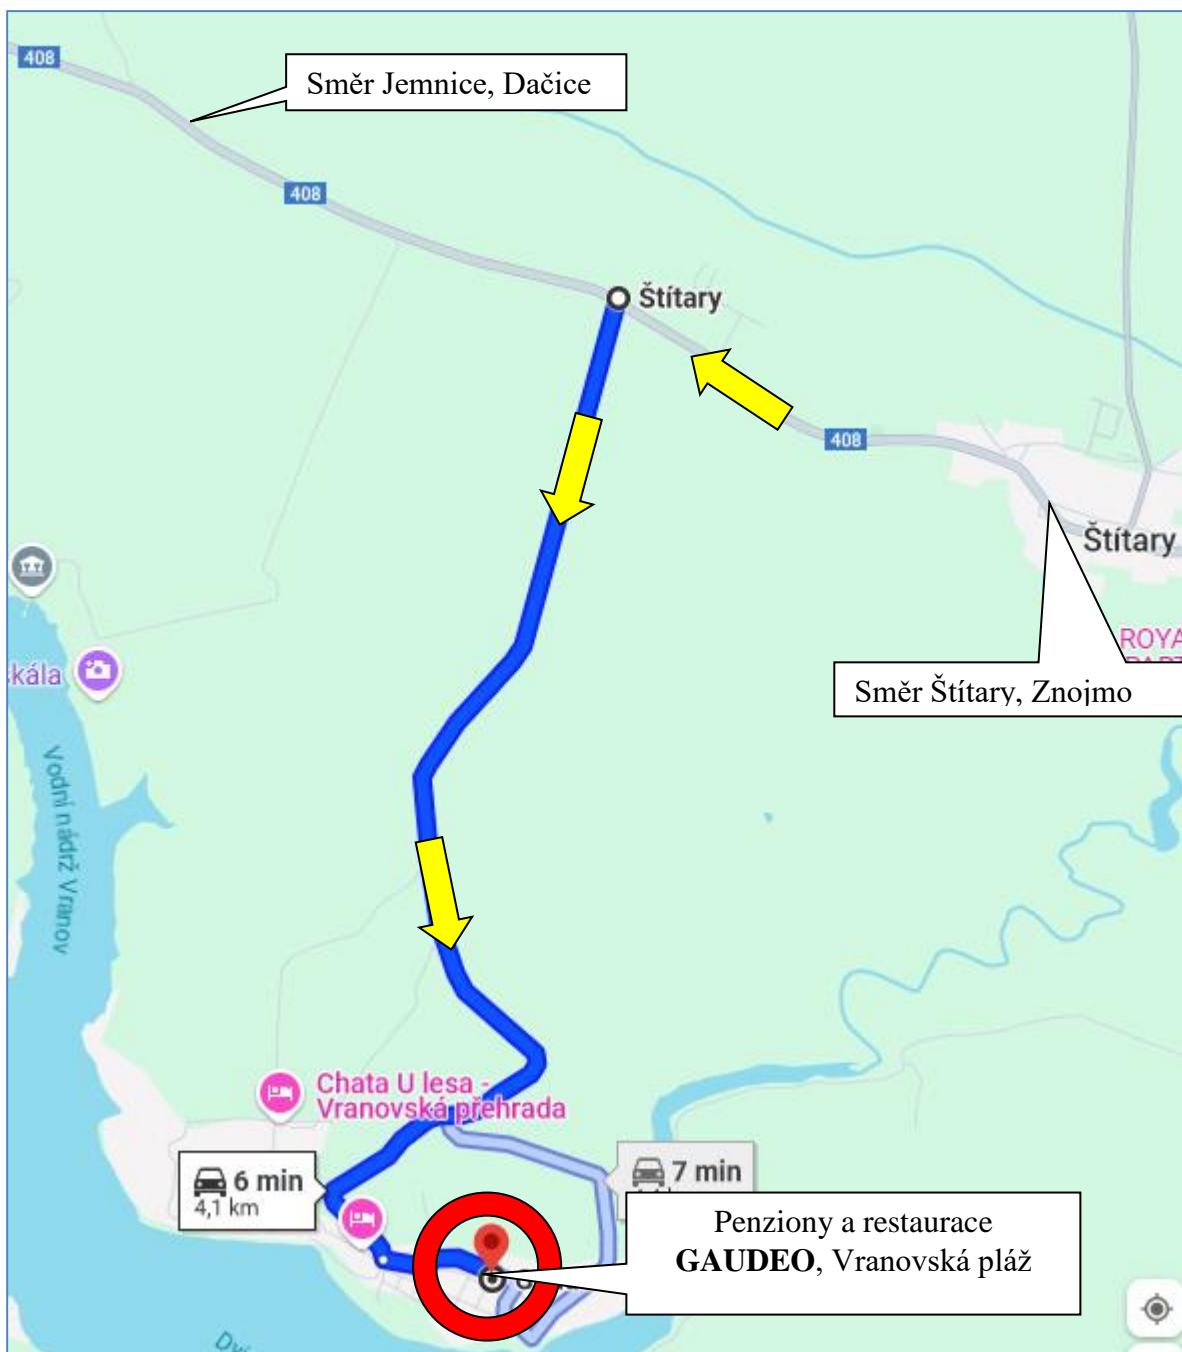 408
Směr Jemnice, Dačice
408
Štítary
408
Štítary
ROYA
Směr Štítary, Znojmo
kála
Vodní nádrž Vranov
Chata U lesa -
Vranovská přehrada
6 min
4,1 km
7 min
Penziony a restaurace
GAUDEO, Vranovská pláž